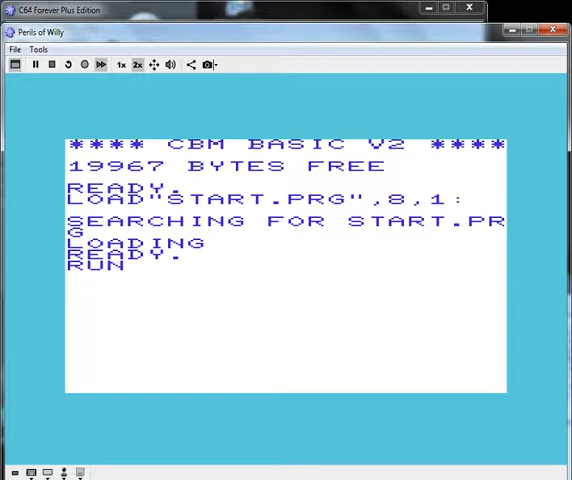 C64 Forever Plus Edition
Perils of Willy
File Tools
1x 2x
**** CBM BASIC V2 ****
19967 BYTES FREE
READY.
LOAD"START.PRG",8,1:
SEARCHING FOR START.PR
G
LOADING
READY.
RUN